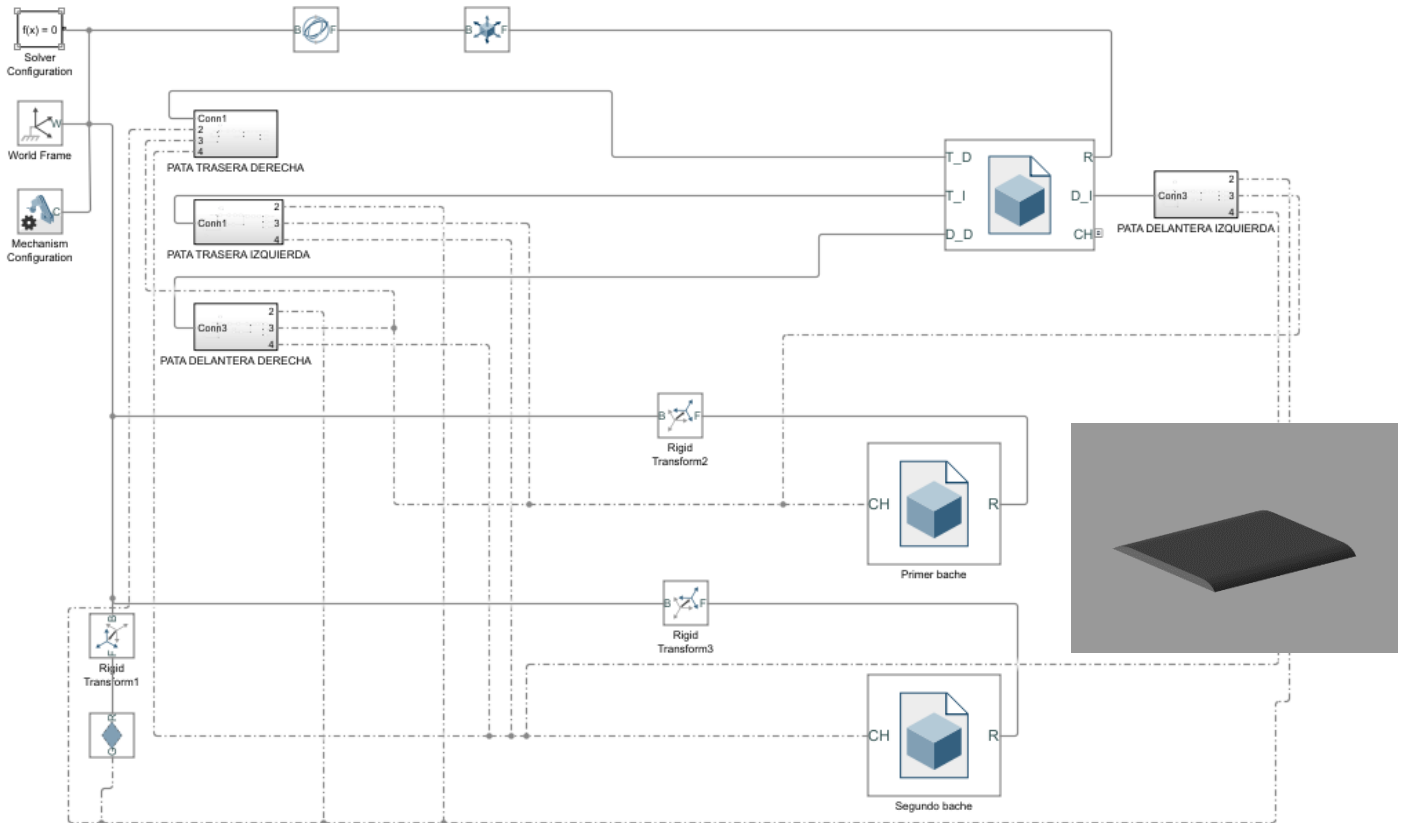 f(x) = 0
Solver
Configuration
B F
B F
W
World Frame
C
Mechanism
Configuration
Conn1
2
3
4
PATA TRASERA DERECHA
Conn1
2
3
4
PATA TRASERA IZQUIERDA
Conn3
2
3
4
PATA DELANTERA DERECHA
T_D
T_I
D_D
R
D_I
CH
Conn3
2
3
4
PATA DELANTERA IZQUIERDA
B F
Rigid
Transform2
CH R
Primer bache
B F
Rigid
Transform3
B
F
Rigid
Transform1
R
G
CH R
Segundo bache